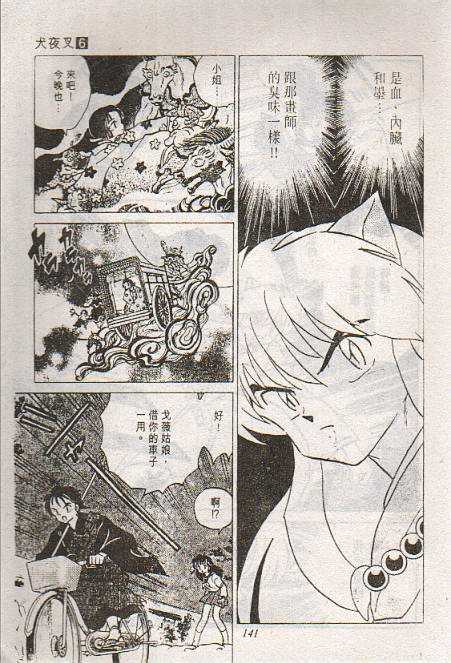 犬夜叉6
是血、內臟
和墨…
跟那畫師
的臭味一樣!!
小姐…
來吧—
今晚也…
好!
戈薇姑娘,
借你的車子
一用。
啊!?
141